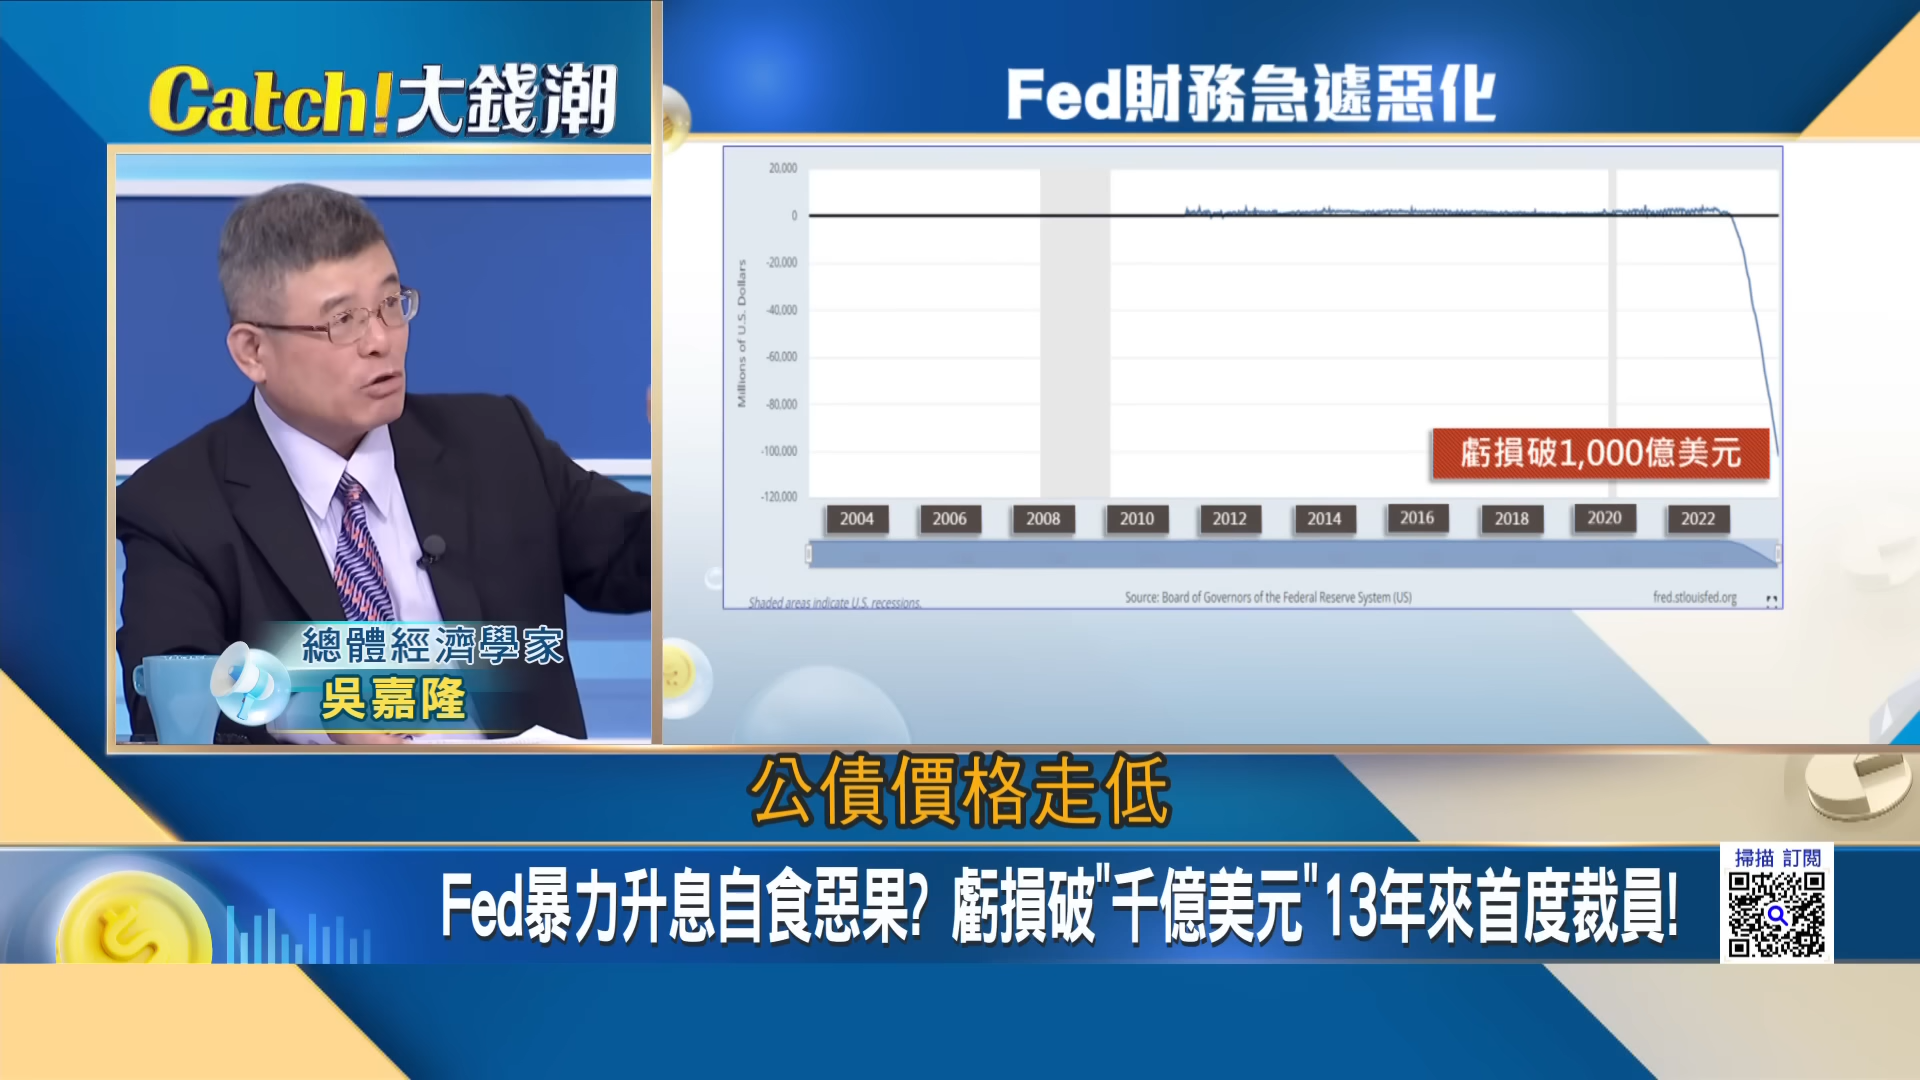 Catch!大錢潮
Fed財務急遽惡化
20,000
0
-20,000
-40,000
-60,000
-80,000
-100,000
-120,000
Millions of U.S. Dollars
虧損破1,000億美元
2004 2006 2008 2010 2012 2014 2016 2018 2020 2022
Shaded areas indicate U.S. recessions.
Source: Board of Governors of the Federal Reserve System (US)
fred.stlouisfed.org
總體經濟學家
吳嘉隆
公債價格走低
Fed暴力升息自食惡果? 虧損破"千億美元"13年來首度裁員!
掃描 訂閱